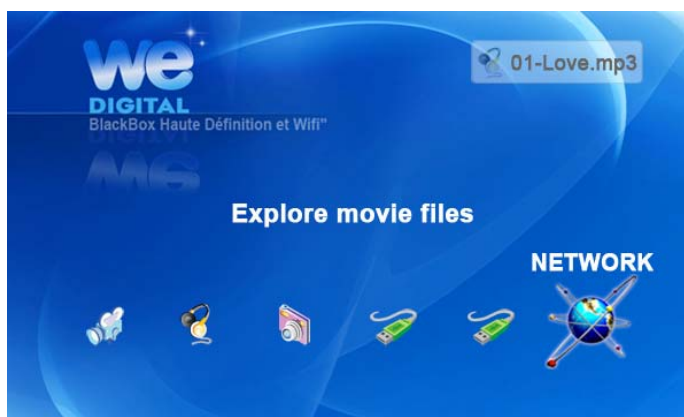 we
DIGITAL
BlackBox Haute Définition et Wifi"
01-Love.mp3
Explore movie files
NETWORK